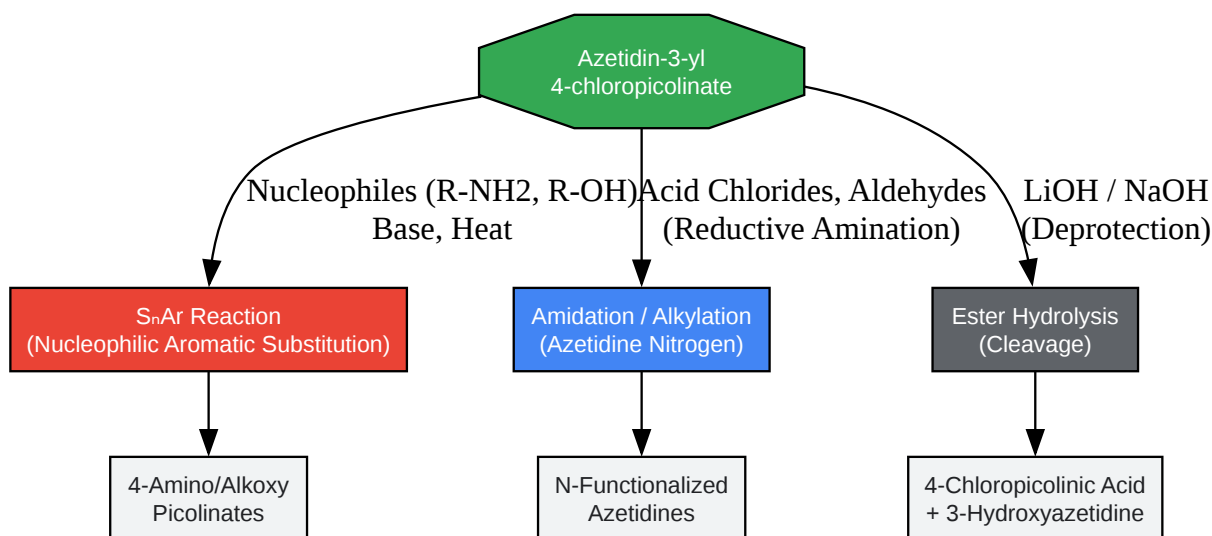 Azetidin-3-yl
4-chloropicolinate
Nucleophiles (R-NH2, R-OH)
Base, Heat
Acid Chlorides, Aldehydes
(Reductive Amination)
LiOH / NaOH
(Deprotection)
SₙAr Reaction
(Nucleophilic Aromatic Substitution)
Amidation / Alkylation
(Azetidine Nitrogen)
Ester Hydrolysis
(Cleavage)
4-Amino/Alkoxy
Picolinates
N-Functionalized
Azetidines
4-Chloropicolinic Acid
+ 3-Hydroxyazetidine